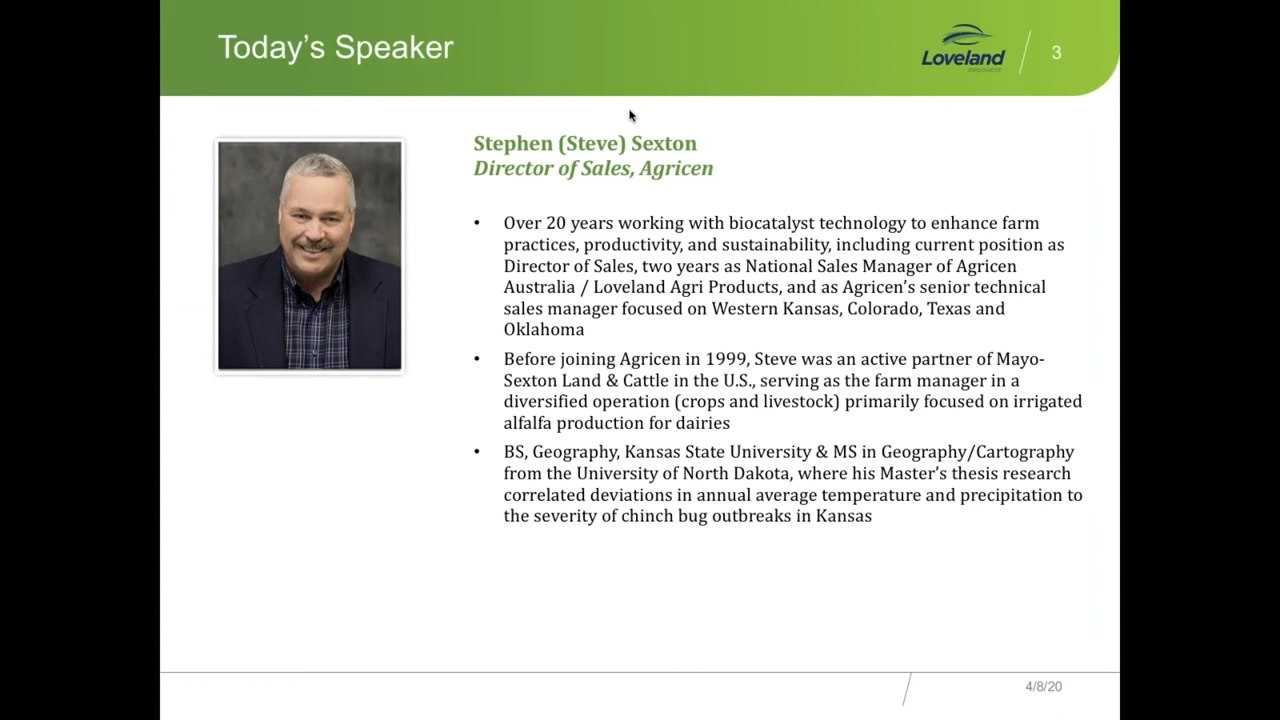 Today's Speaker
Loveland
PRODUCTS
3
Stephen (Steve) Sexton
Director of Sales, Agricen
• Over 20 years working with biocatalyst technology to enhance farm
practices, productivity, and sustainability, including current position as
Director of Sales, two years as National Sales Manager of Agricen
Australia / Loveland Agri Products, and as Agricen's senior technical
sales manager focused on Western Kansas, Colorado, Texas and
Oklahoma
• Before joining Agricen in 1999, Steve was an active partner of Mayo-
Sexton Land & Cattle in the U.S., serving as the farm manager in a
diversified operation (crops and livestock) primarily focused on irrigated
alfalfa production for dairies
• BS, Geography, Kansas State University & MS in Geography/Cartography
from the University of North Dakota, where his Master's thesis research
correlated deviations in annual average temperature and precipitation to
the severity of chinch bug outbreaks in Kansas
4/8/20